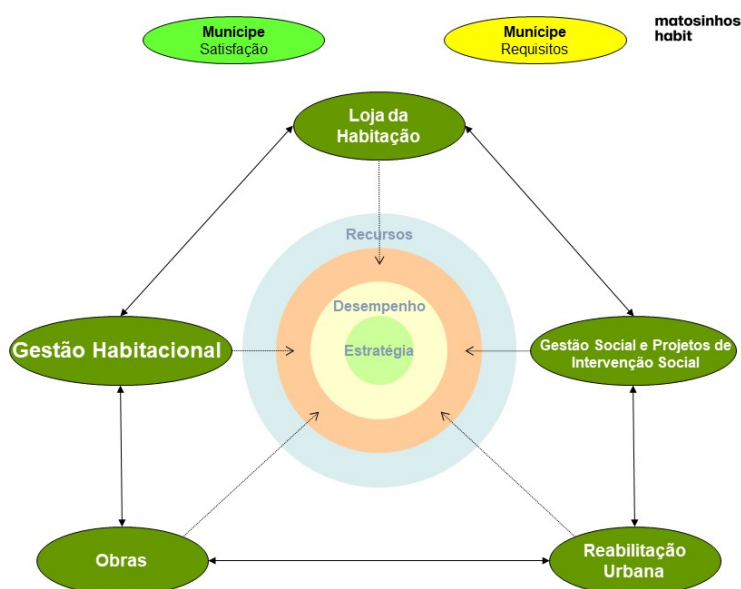 Munícipe
Satisfação
Munícipe
Requisitos
matosinhos
habit
Loja da
Habitação
Recursos
Desempenho
Gestão Habitacional
Estratégia
Gestão Social e Projetos de
Intervenção Social
Obras
Reabilitação
Urbana